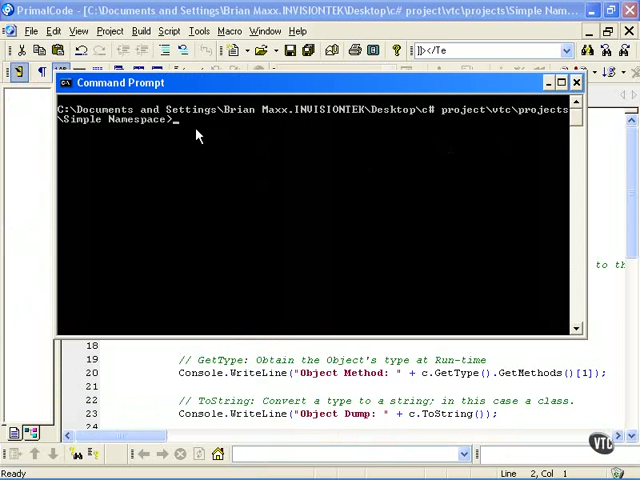 PrimalCode - [C:\Documents and Settings\Brian Maxx.INVISIONTEK\Desktop\c# project\vtc\projects\Simple Nam...
File Edit View Project Build Script Tools Macro Window Help
]}></Te
Command Prompt
C:\Documents and Settings\Brian Maxx.INVISIONTEK\Desktop\c# project\vtc\projects
\Simple Namespace>_
to th
18
19 // GetType: Obtain the Object's type at Run-time
20 Console.WriteLine("Object Method: " + c.GetType().GetMethods()[1]);
22 // ToString: Convert a type to a string; in this case a class.
23 Console.WriteLine("Object Dump: " + c.ToString());
VTC
Ready
Line 2, Col 1